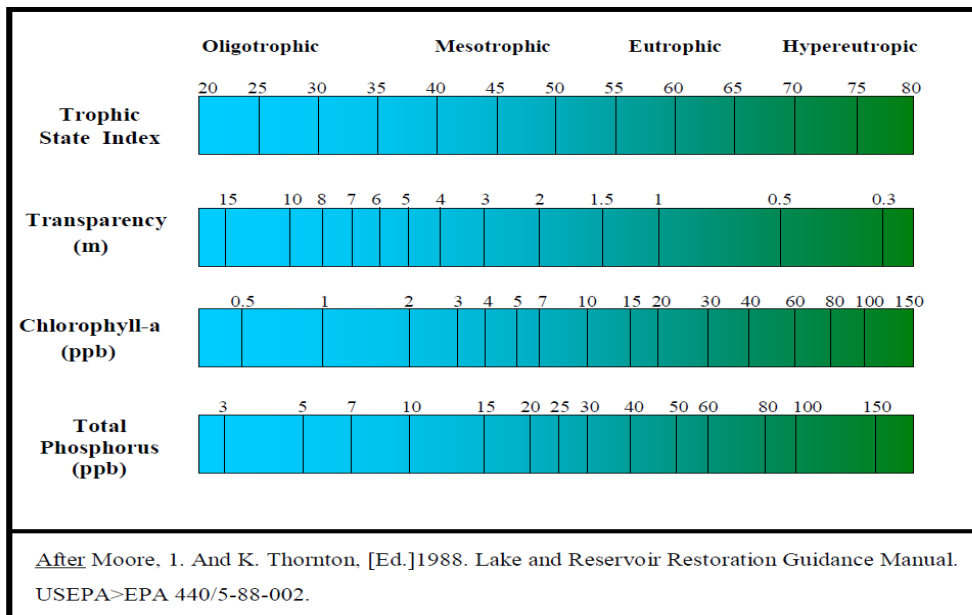 Oligotrophic Mesotrophic Eutrophic Hypereutropic
20 25 30 35 40 45 50 55 60 65 70 75 80
Trophic
State Index
15 10 8 7 6 5 4 3 2 1.5 1 0.5 0.3
Transparency
(m)
0.5 1 2 3 4 5 7 10 15 20 30 40 60 80 100 150
Chlorophyll-a
(ppb)
3 5 7 10 15 20 25 30 40 50 60 80 100 150
Total
Phosphorus
(ppb)
After Moore, 1. And K. Thornton, [Ed.]1988. Lake and Reservoir Restoration Guidance Manual.
USEPA>EPA 440/5-88-002.